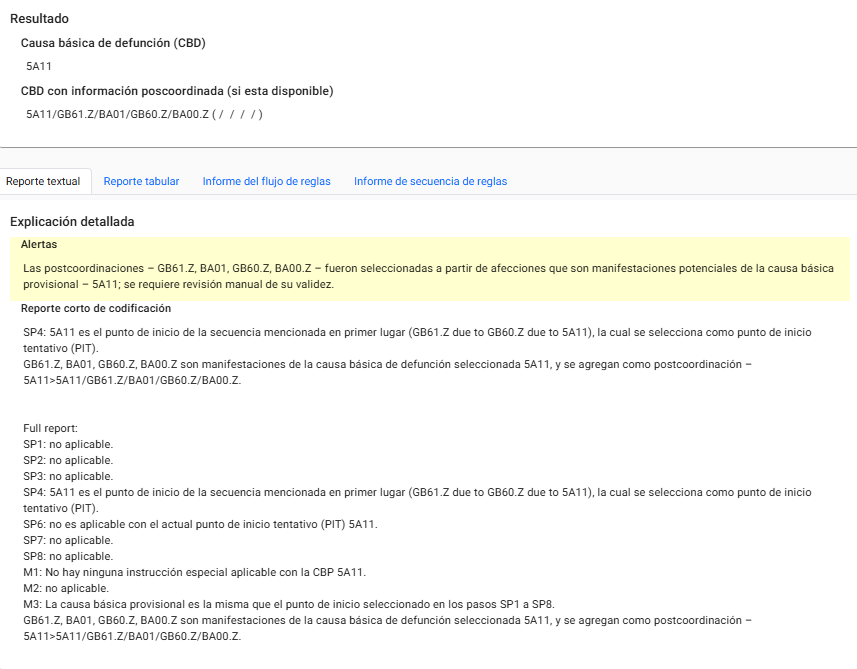 Resultado
Causa básica de defunción (CBD)
5A11
CBD con información poscoordinada (si esta disponible)
5A11/GB61.Z/BA01/GB60.Z/BA00.Z ( / / / / )
Reporte textual
Reporte tabular
Informe del flujo de reglas
Informe de secuencia de reglas
Explicación detallada
Alertas
Las postcoordinaciones – GB61.Z, BA01, GB60.Z, BA00.Z – fueron seleccionadas a partir de afecciones que son manifestaciones potenciales de la causa básica
provisional – 5A11; se requiere revisión manual de su validez.
Reporte corto de codificación
SP4: 5A11 es el punto de inicio de la secuencia mencionada en primer lugar (GB61.Z due to GB60.Z due to 5A11), la cual se selecciona como punto de inicio
tentativo (PIT).
GB61.Z, BA01, GB60.Z, BA00.Z son manifestaciones de la causa básica de defunción seleccionada 5A11, y se agregan como postcoordinación –
5A11>5A11/GB61.Z/BA01/GB60.Z/BA00.Z.
Full report:
SP1: no aplicable.
SP2: no aplicable.
SP3: no aplicable.
SP4: 5A11 es el punto de inicio de la secuencia mencionada en primer lugar (GB61.Z due to GB60.Z due to 5A11), la cual se selecciona como punto de inicio
tentativo (PIT).
SP6: no es aplicable con el actual punto de inicio tentativo (PIT) 5A11.
SP7: no aplicable.
SP8: no aplicable.
M1: No hay ninguna instrucción especial aplicable con la CBP 5A11.
M2: no aplicable.
M3: La causa básica provisional es la misma que el punto de inicio seleccionado en los pasos SP1 a SP8.
GB61.Z, BA01, GB60.Z, BA00.Z son manifestaciones de la causa básica de defunción seleccionada 5A11, y se agregan como postcoordinación –
5A11>5A11/GB61.Z/BA01/GB60.Z/BA00.Z.